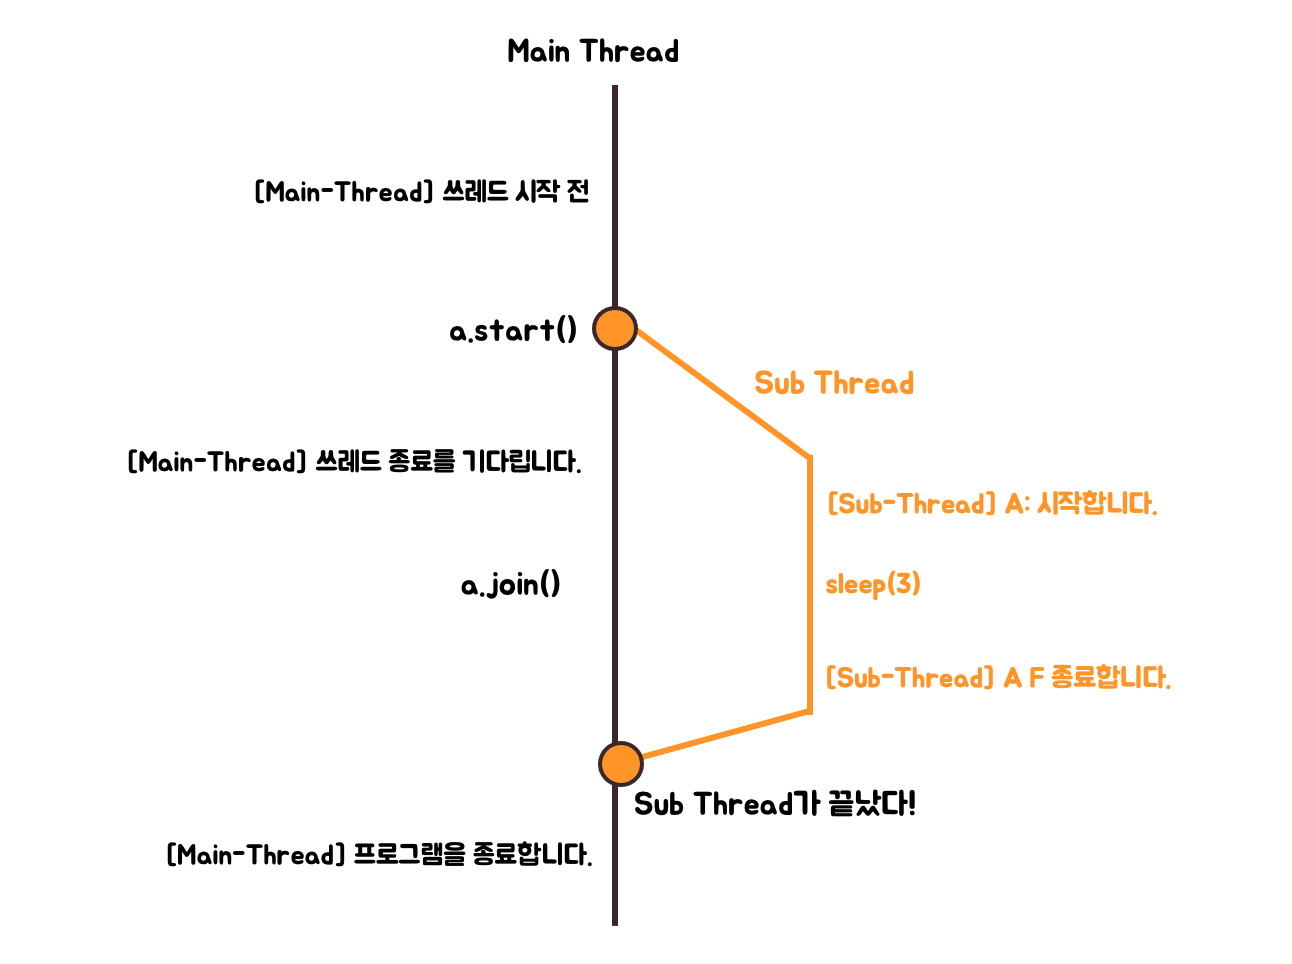 Main Thread
[Main-Thread] 쓰레드 시작 전
a.start()
Sub Thread
[Main-Thread] 쓰레드 종료를 기다립니다.
[Sub-Thread] A: 시작합니다.
a.join()
sleep(3)
[Sub-Thread] A F 종료합니다.
Sub Thread가 끝났다!
[Main-Thread] 프로그램을 종료합니다.